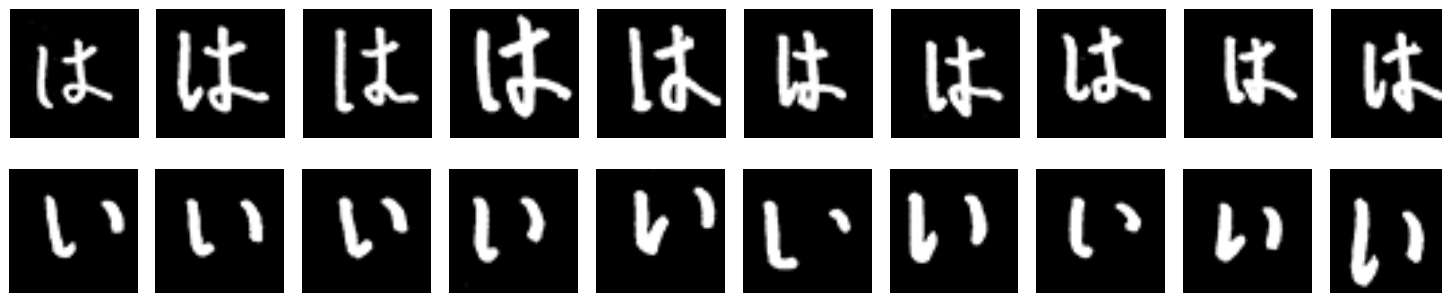 は は は は は は は は は は
い い い い い い い い い い